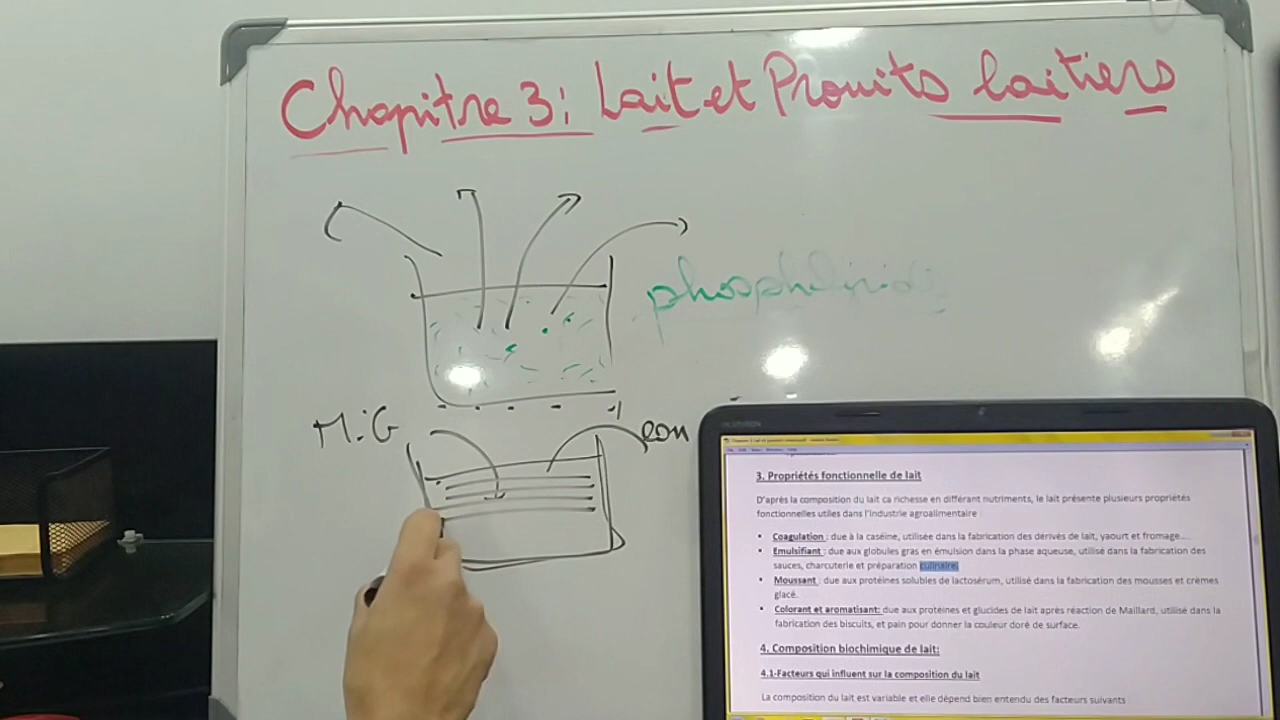 Chapitre 3: Lait et Prouits laitiers
phosph
M.G
eau
3. Propriétés fonctionnelle de lait
D'après la composition du lait ca richesse en différant nutriments, le lait présente plusieurs propriétés
fonctionnelles utiles dans l'industrie agroalimentaire
• Coagulation : due à la caséine, utilisée dans la fabrication des dérivés de lait, yaourt et fromage....
• Emulsifiant : due aux globules gras en émulsion dans la phase aqueuse, utilisé dans la fabrication des
sauces, charcuterie et préparation culinaire.
• Moussant : due aux protéines solubles de lactosérum, utilisé dans la fabrication des mousses et crèmes
glacé.
• Colorant et aromatisant: due aux protéines et glucides de lait après réaction de Maillard, utilisé dans la
fabrication des biscuits, et pain pour donner la couleur doré de surface.
4. Composition biochimique de lait:
4.1-Facteurs qui influent sur la composition du lait
La composition du lait est variable et elle dépend bien entendu des facteurs suivants